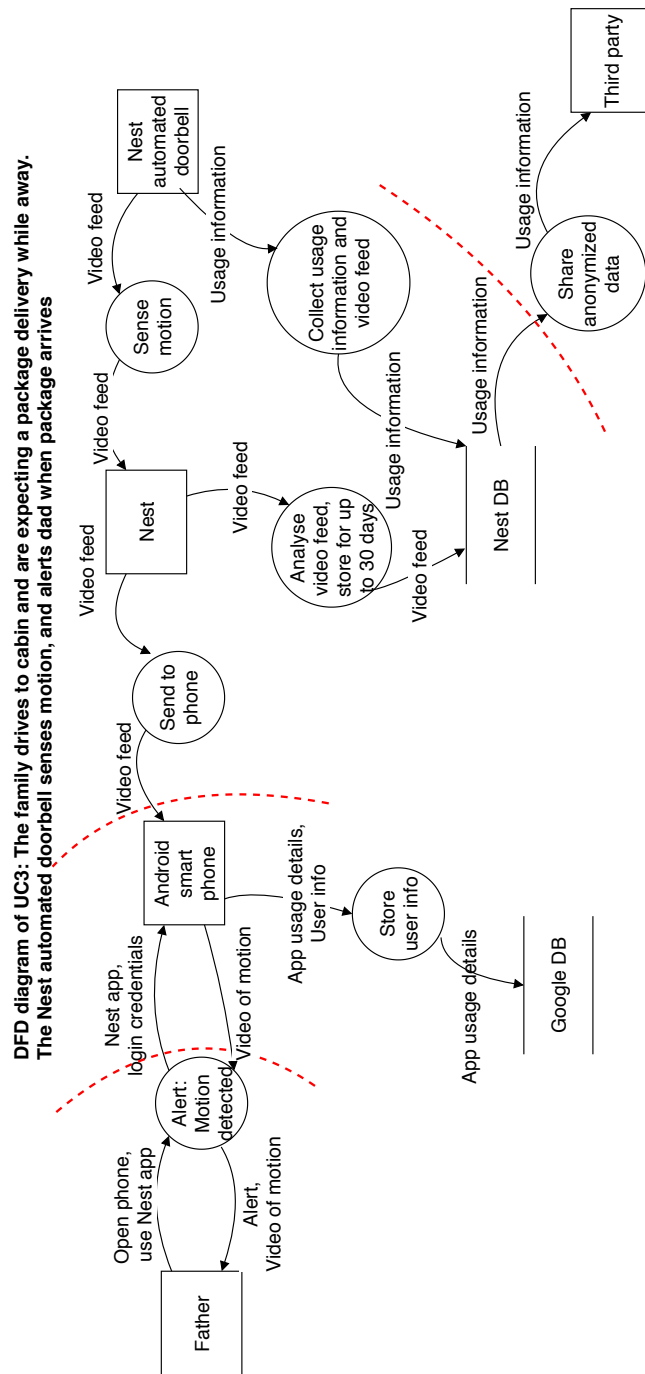 DFD diagram of UC3: The family drives to cabin and are expecting a package delivery while away.
The Nest automated doorbell senses motion, and alerts dad when package arrives
Father
Open phone,
use Nest app
Alert,
Video of motion
Alert:
Motion
detected
Nest app,
login credentials
Video of motion
Android
smart
phone
Video feed
Send to
phone
Video feed
Nest
Video feed
Sense
motion
Video feed
Nest
automated
doorbell
App usage details,
User info
Store
user info
App usage details
Google DB
Video feed
Analyse
video feed,
store for up
to 30 days
Video feed
Usage information
Collect usage
information and
video feed
Usage information
Nest DB
Usage information
Share
anonymized
data
Usage information
Third party